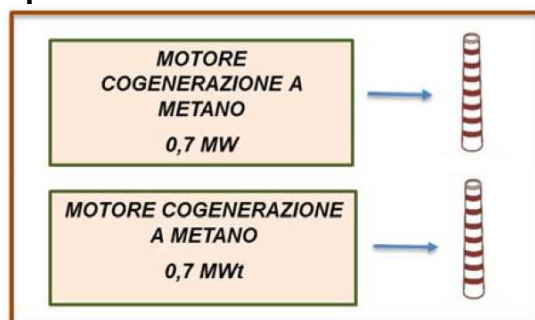 MOTORE
COGENERAZIONE A
METANO
0,7 MW
MOTORE COGENERAZIONE
A METANO
0,7 MWt